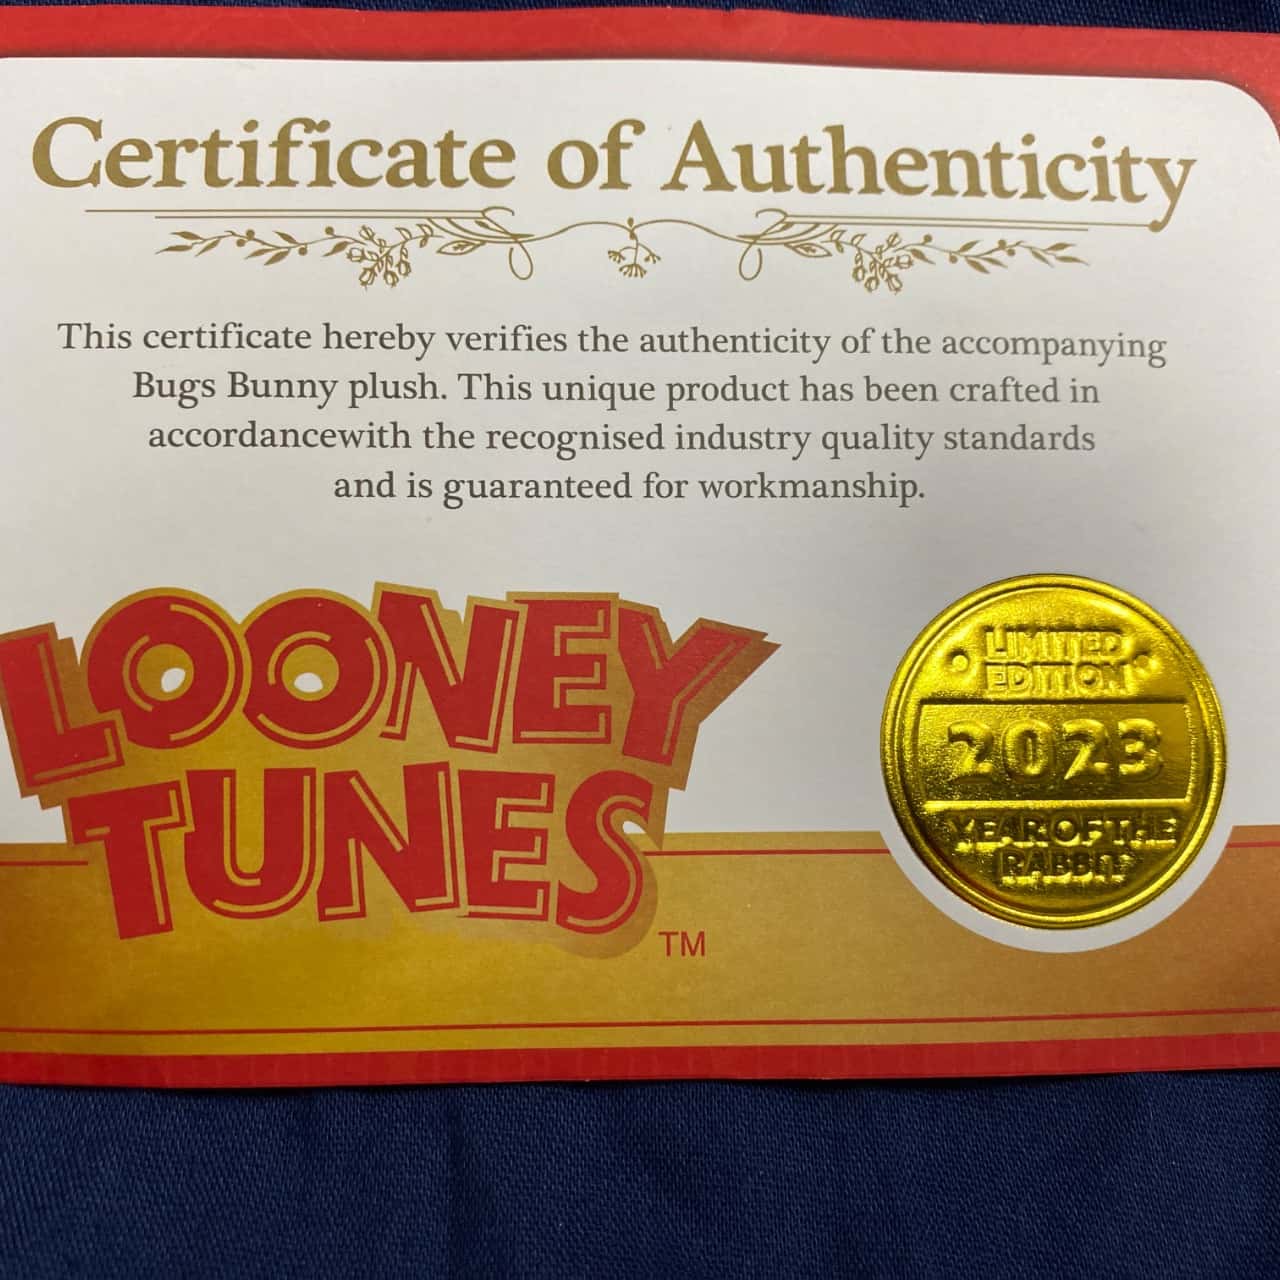 Certificate of Authenticity
This certificate hereby verifies the authenticity of the accompanying
Bugs Bunny plush. This unique product has been crafted in
accordancewith the recognised industry quality standards
and is guaranteed for workmanship.
LOONEY
TUNES
TM
LIMITED
EDITION
2023
YEAR OF THE
RABBIT